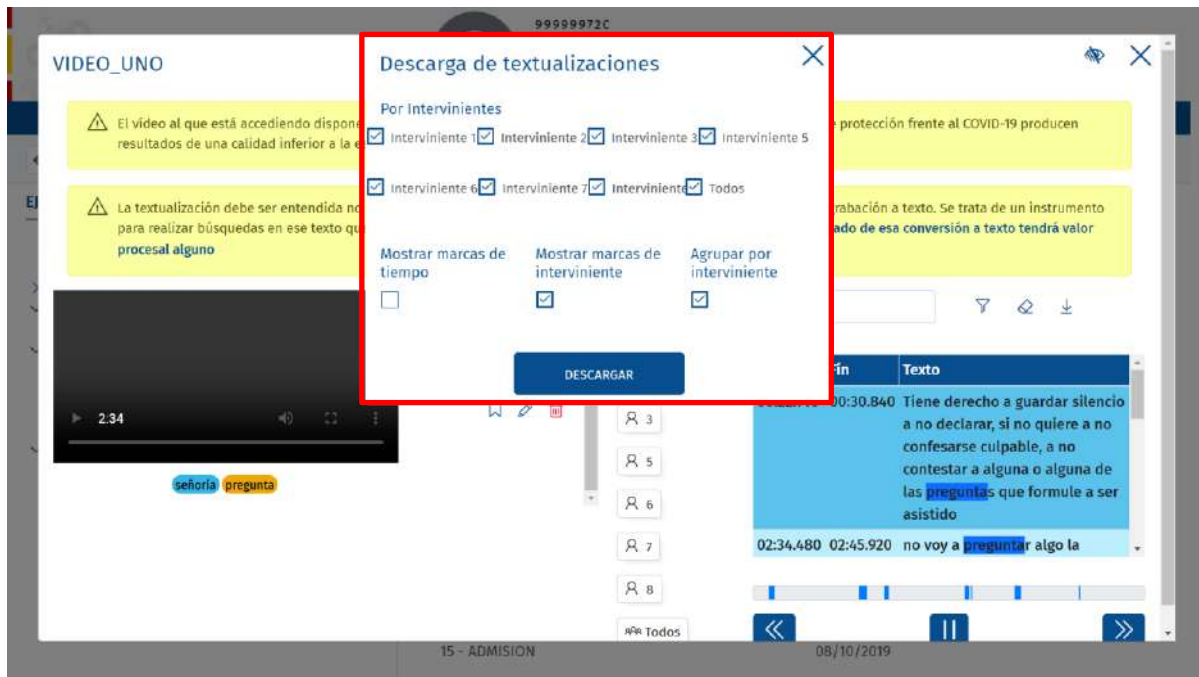 99999972C
VIDEO_UNO
Descarga de textualizaciones
Por Intervinientes
Interviniente 1 Interviniente 2 Interviniente 3 Interviniente 5
Interviniente 6 Interviniente 7 Interviniente Todos
Mostrar marcas de tiempo
Mostrar marcas de interviniente
Agrupar por interviniente
DESCARGAR
El vídeo al que está accediendo dispone
protección frente al COVID-19 producen
resultados de una calidad inferior a la
La textualización debe ser entendida
a texto. Se trata de un instrumento
para realizar búsquedas en ese texto
de esa conversión a texto tendrá valor
procesal alguno
2:34
señoría pregunta
3
5
6
7
8
Todos
Fin Texto
00:30.840 Tiene derecho a guardar silencio
a no declarar, si no quiere a no
confesarse culpable, a no
contestar a alguna o alguna de
las preguntas que formule a ser
asistido
02:34.480 02:45.920 no voy a preguntar algo la
15 - ADMISION 08/10/2019